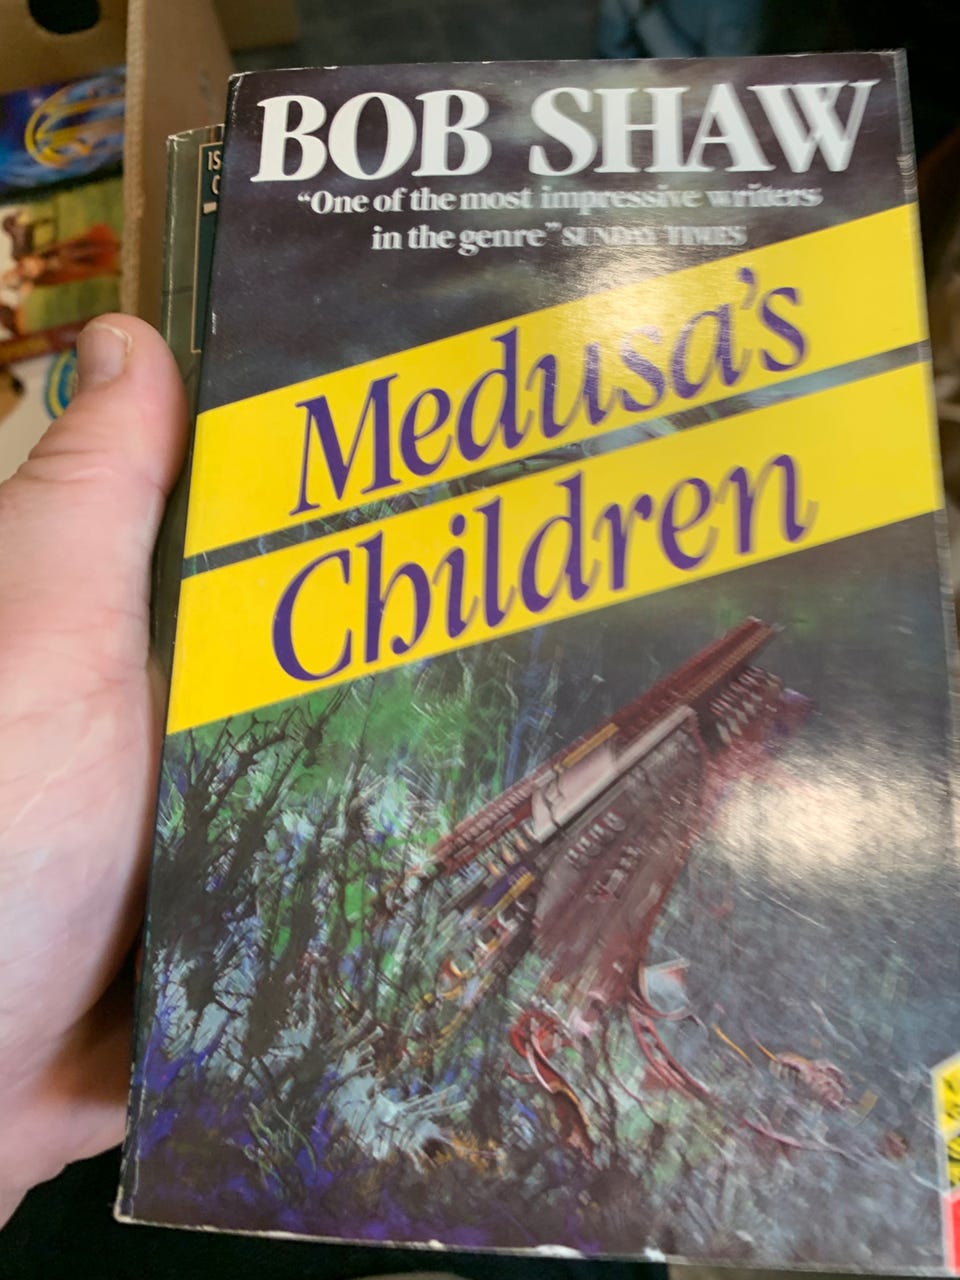 BOB SHAW
“One of the most impressive writers
in the genre” SUNDAY TIMES
Medusa’s
Children